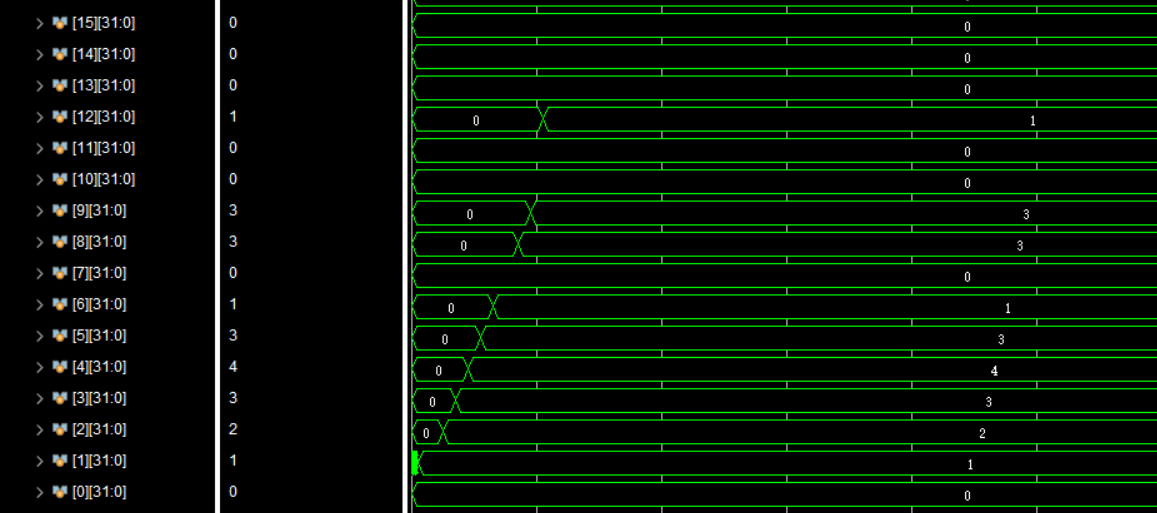 [15][31:0] 0 0
[14][31:0] 0 0
[13][31:0] 0 0
[12][31:0] 1 0 1
[11][31:0] 0 0
[10][31:0] 0 0
[9][31:0] 3 0 3
[8][31:0] 3 0 3
[7][31:0] 0 0
[6][31:0] 1 0 1
[5][31:0] 3 0 3
[4][31:0] 4 0 4
[3][31:0] 3 0 3
[2][31:0] 2 0 2
[1][31:0] 1 1
[0][31:0] 0 0